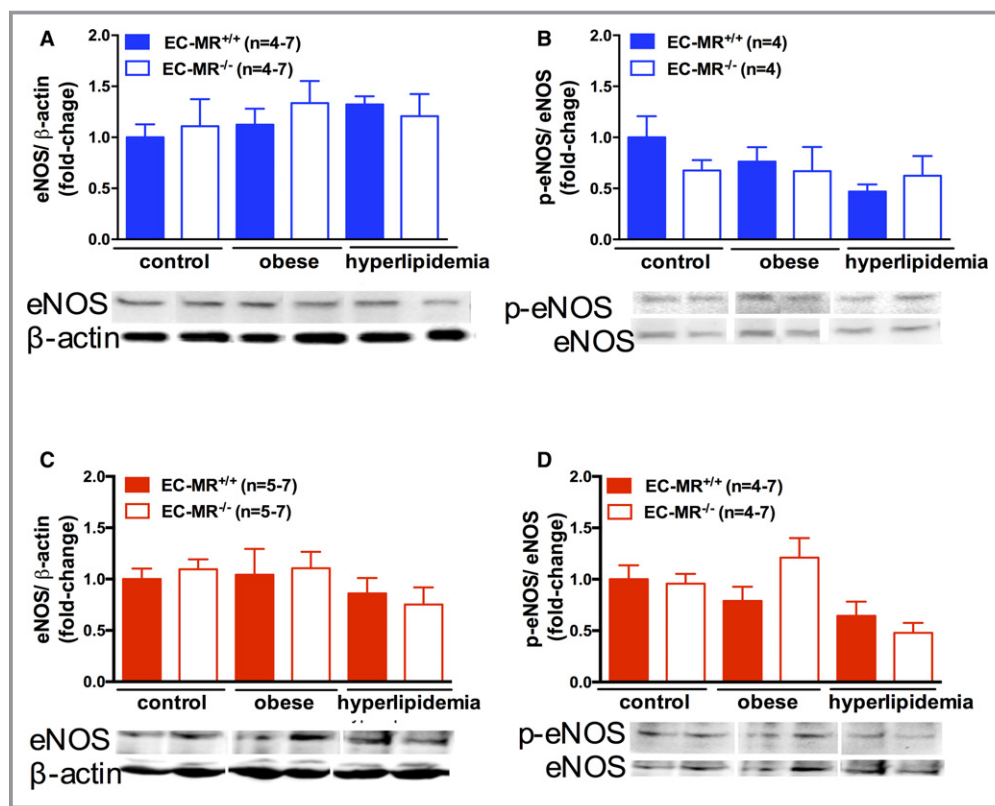 A
2.0
1.5
1.0
0.5
0.0
eNOS/ β-actin
(fold-chage)
EC-MR+/+ (n=4-7)
EC-MR-/- (n=4-7)
control obese hyperlipidemia
eNOS
β-actin
B
2.0
1.5
1.0
0.5
0.0
p-eNOS/ eNOS
(fold-change)
EC-MR+/+ (n=4)
EC-MR-/- (n=4)
control obese hyperlipidemia
p-eNOS
eNOS
C
2.0
1.5
1.0
0.5
0.0
eNOS/ β-actin
(fold-change)
EC-MR+/+ (n=5-7)
EC-MR-/- (n=5-7)
control obese hyperlipidemia
eNOS
β-actin
D
2.0
1.5
1.0
0.5
0.0
p-eNOS/ eNOS
(fold-change)
EC-MR+/+ (n=4-7)
EC-MR-/- (n=4-7)
control obese hyperlipidemia
p-eNOS
eNOS